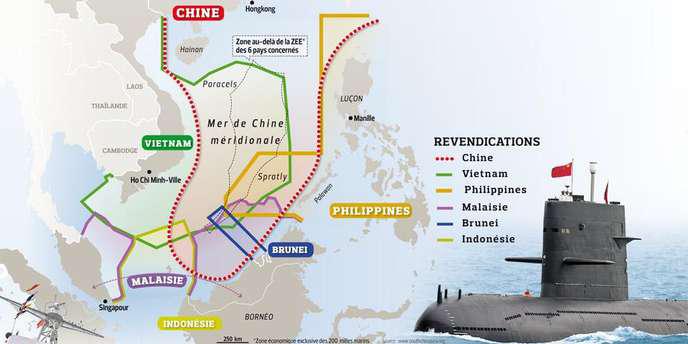 CHINE
Hongkong
Hainan
Zone au-delà de la ZEE*
des 6 pays concernés
LAOS
Paracels
THAÏLANDE
LUÇON
Manille
Mer de Chine
méridionale
VIETNAM
CAMBODGE
Ho Chi Minh-Ville
Spratly
Palawan
PHILIPPINES
BRUNEI
MALAISIE
Singapour
INDONÉSIE
BORNÉO
250 km
*Zone économique exclusive des 200 milles marins.
REVENDICATIONS
Chine
Vietnam
Philippines
Malaisie
Brunei
Indonésie